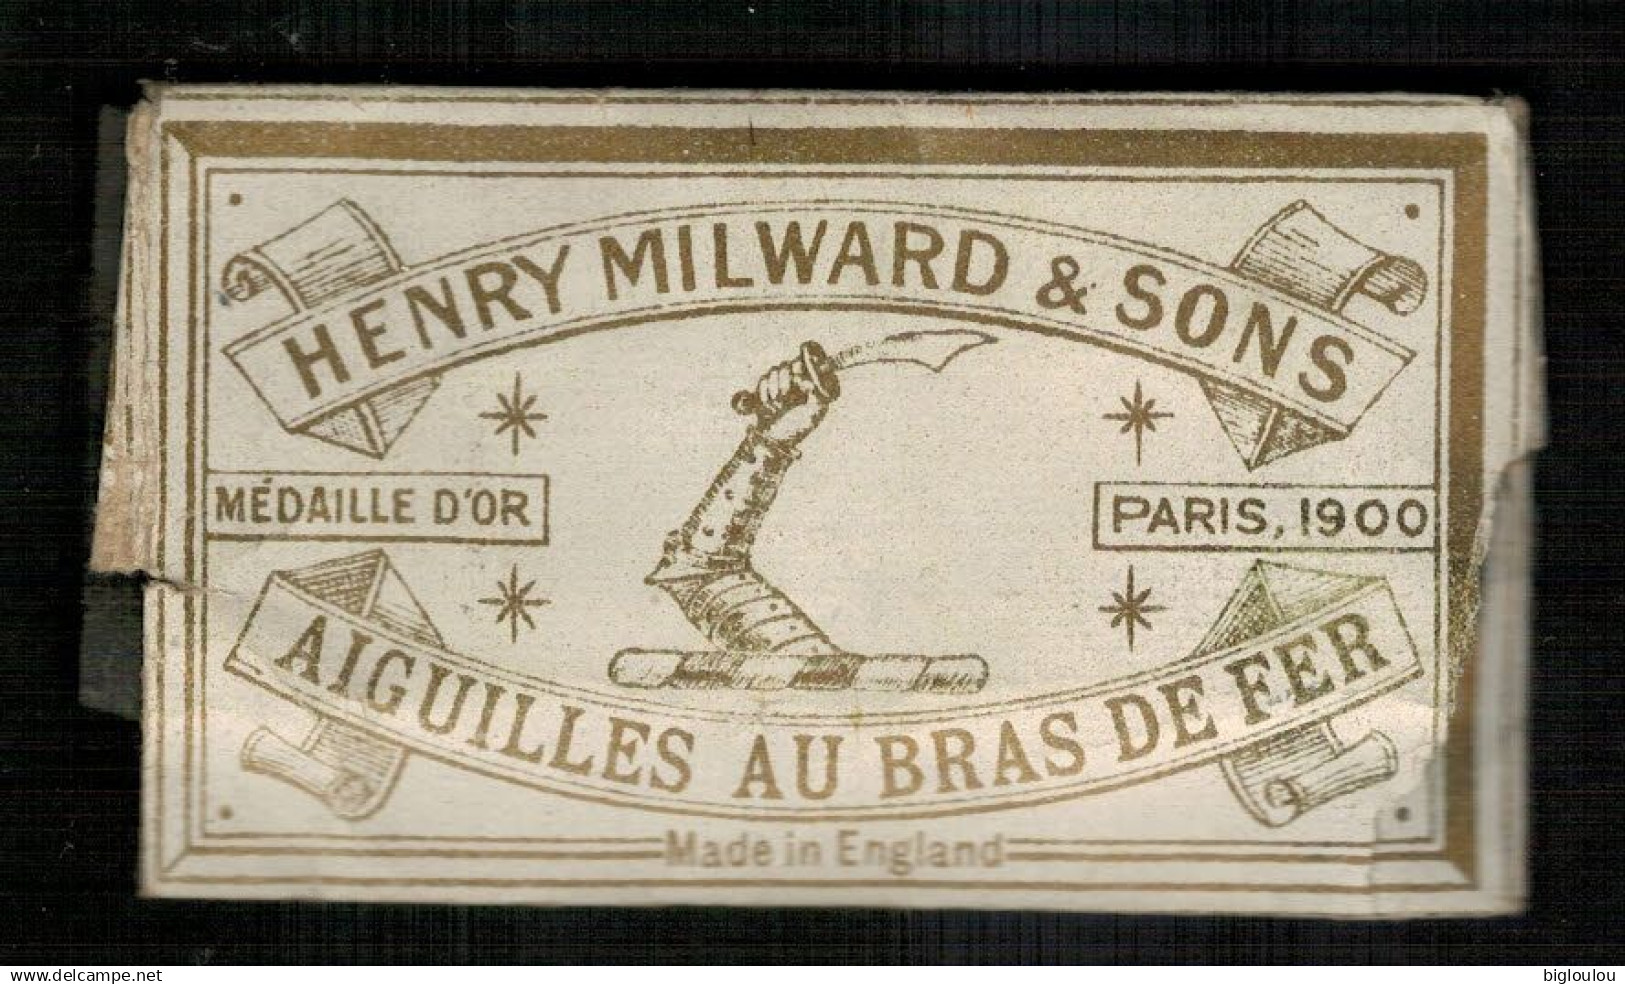 HENRY MILWARD & SONS
MÉDAILLE D'OR
PARIS, 1900
AIGUILLES AU BRAS DE FER
Made in England
www.delcampe.net
bigloulou